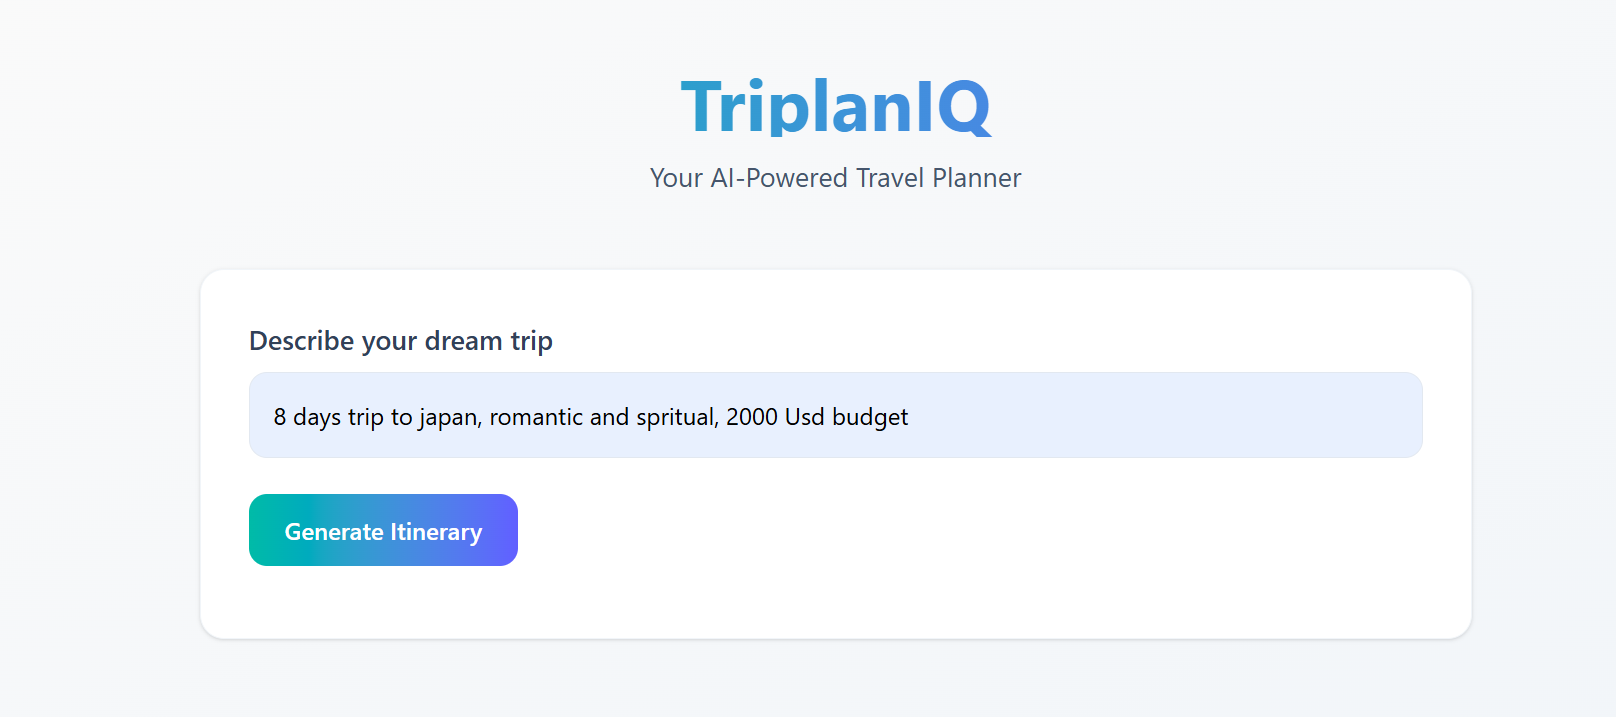 TriplanIQ
Your AI-Powered Travel Planner
Describe your dream trip
8 days trip to japan, romantic and spritual, 2000 Usd budget
Generate Itinerary